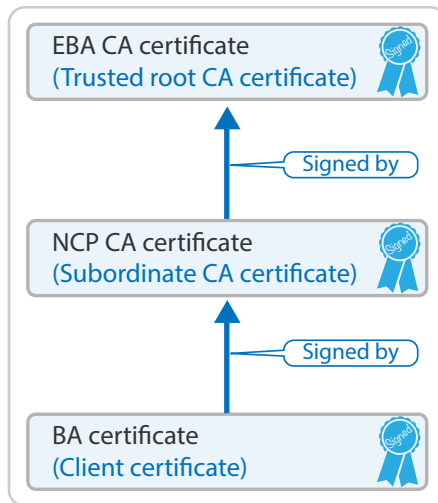 EBA CA certificate
(Trusted root CA certificate)
Signed
Signed by
NCP CA certificate
(Subordinate CA certificate)
Signed
Signed by
BA certificate
(Client certificate)
Signed